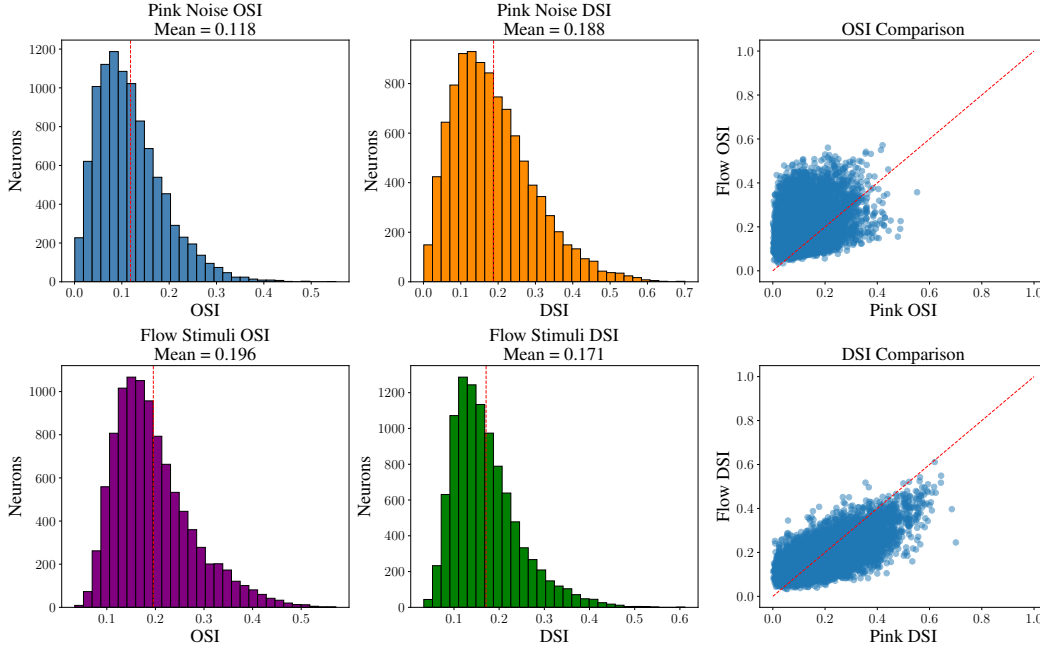 Pink Noise OSI
Mean = 0.118
Neurons
1200
1000
800
600
400
200
0
0.0 0.1 0.2 0.3 0.4 0.5
OSI
Pink Noise DSI
Mean = 0.188
Neurons
800
600
400
200
0
0.0 0.1 0.2 0.3 0.4 0.5 0.6 0.7
DSI
OSI Comparison
Flow OSI
1.0
0.8
0.6
0.4
0.2
0.0
0.0 0.2 0.4 0.6 0.8 1.0
Pink OSI
Flow Stimuli OSI
Mean = 0.196
Neurons
1000
800
600
400
200
0
0.1 0.2 0.3 0.4 0.5
OSI
Flow Stimuli DSI
Mean = 0.171
Neurons
1200
1000
800
600
400
200
0
0.1 0.2 0.3 0.4 0.5 0.6
DSI
DSI Comparison
Flow DSI
1.0
0.8
0.6
0.4
0.2
0.0
0.0 0.2 0.4 0.6 0.8 1.0
Pink DSI